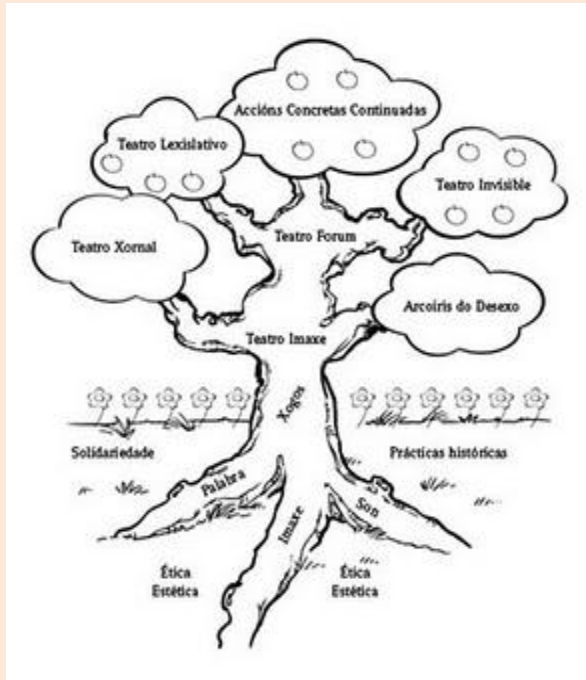 Accións Concretas Continuadas
Teatro Lexislativo
Teatro Invisible
Teatro Forum
Teatro Xornal
Arcoiris do Desexo
Teatro Imaxe
Xogos
Solidariedade
Prácticas históricas
Palabra
Imaxe
Son
Ética
Estética
Ética
Estética